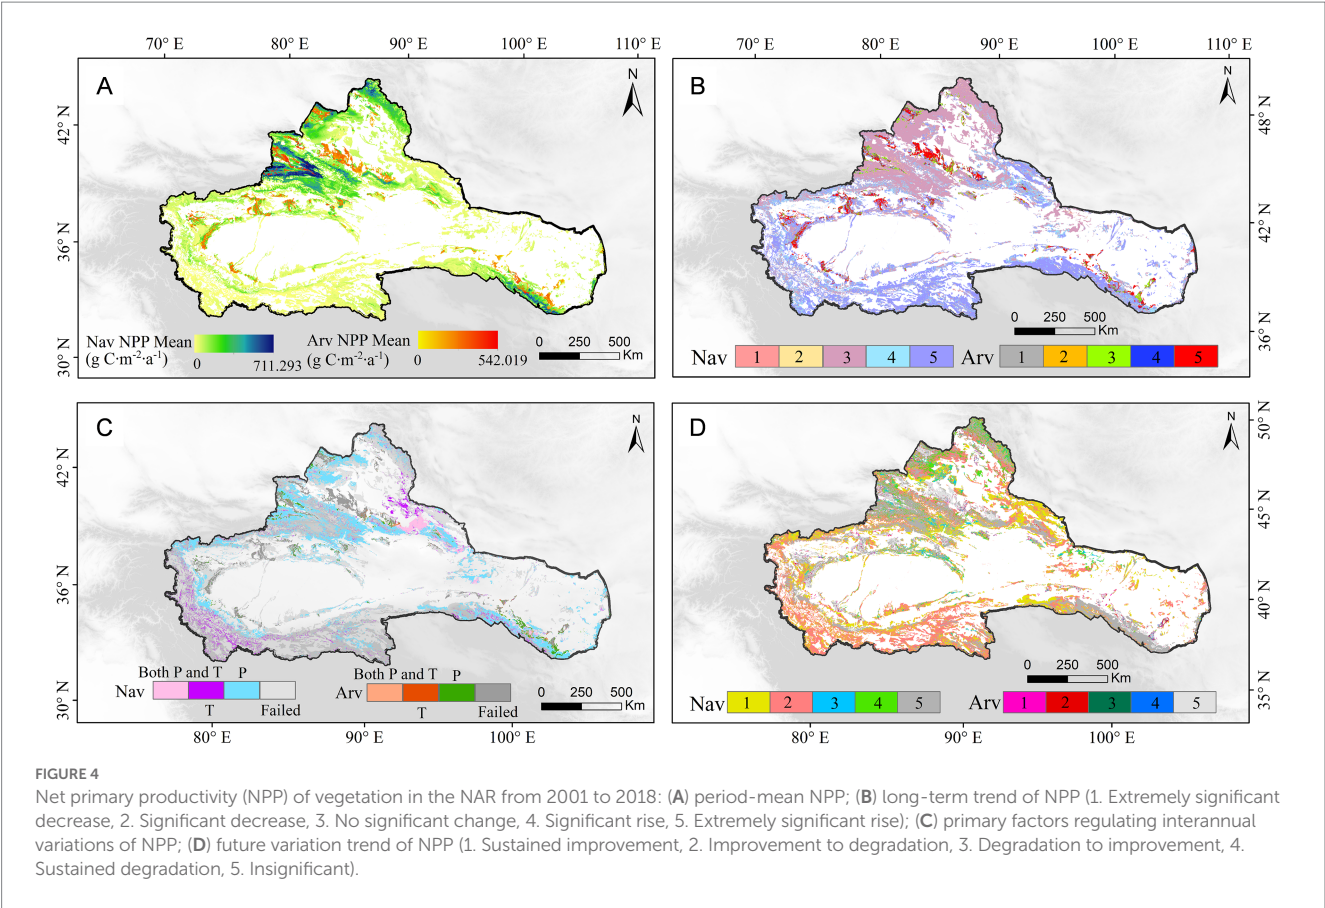 70° E 80° E 90° E 100° E 110° E
70° E 80° E 90° E 100° E 110° E
A
N
42° N
36° N
30° N
Nav NPP Mean
(g C·m⁻²·a⁻¹)
0 711.293
Arv NPP Mean
(g C·m⁻²·a⁻¹)
0 542.019
0 250 500
Km
B
N
48° N
42° N
36° N
0 250 500
Km
Nav 1 2 3 4 5 Arv 1 2 3 4 5
C
N
42° N
36° N
30° N
Both P and T P
Nav
T Failed
Both P and T P
Arv
T Failed
0 250 500
Km
80° E 90° E 100° E
D
N
50° N
45° N
40° N
35° N
0 250 500
Km
Nav 1 2 3 4 5 Arv 1 2 3 4 5
80° E 90° E 100° E
FIGURE 4
Net primary productivity (NPP) of vegetation in the NAR from 2001 to 2018: (A) period-mean NPP; (B) long-term trend of NPP (1. Extremely significant
decrease, 2. Significant decrease, 3. No significant change, 4. Significant rise, 5. Extremely significant rise); (C) primary factors regulating interannual
variations of NPP; (D) future variation trend of NPP (1. Sustained improvement, 2. Improvement to degradation, 3. Degradation to improvement, 4.
Sustained degradation, 5. Insignificant).